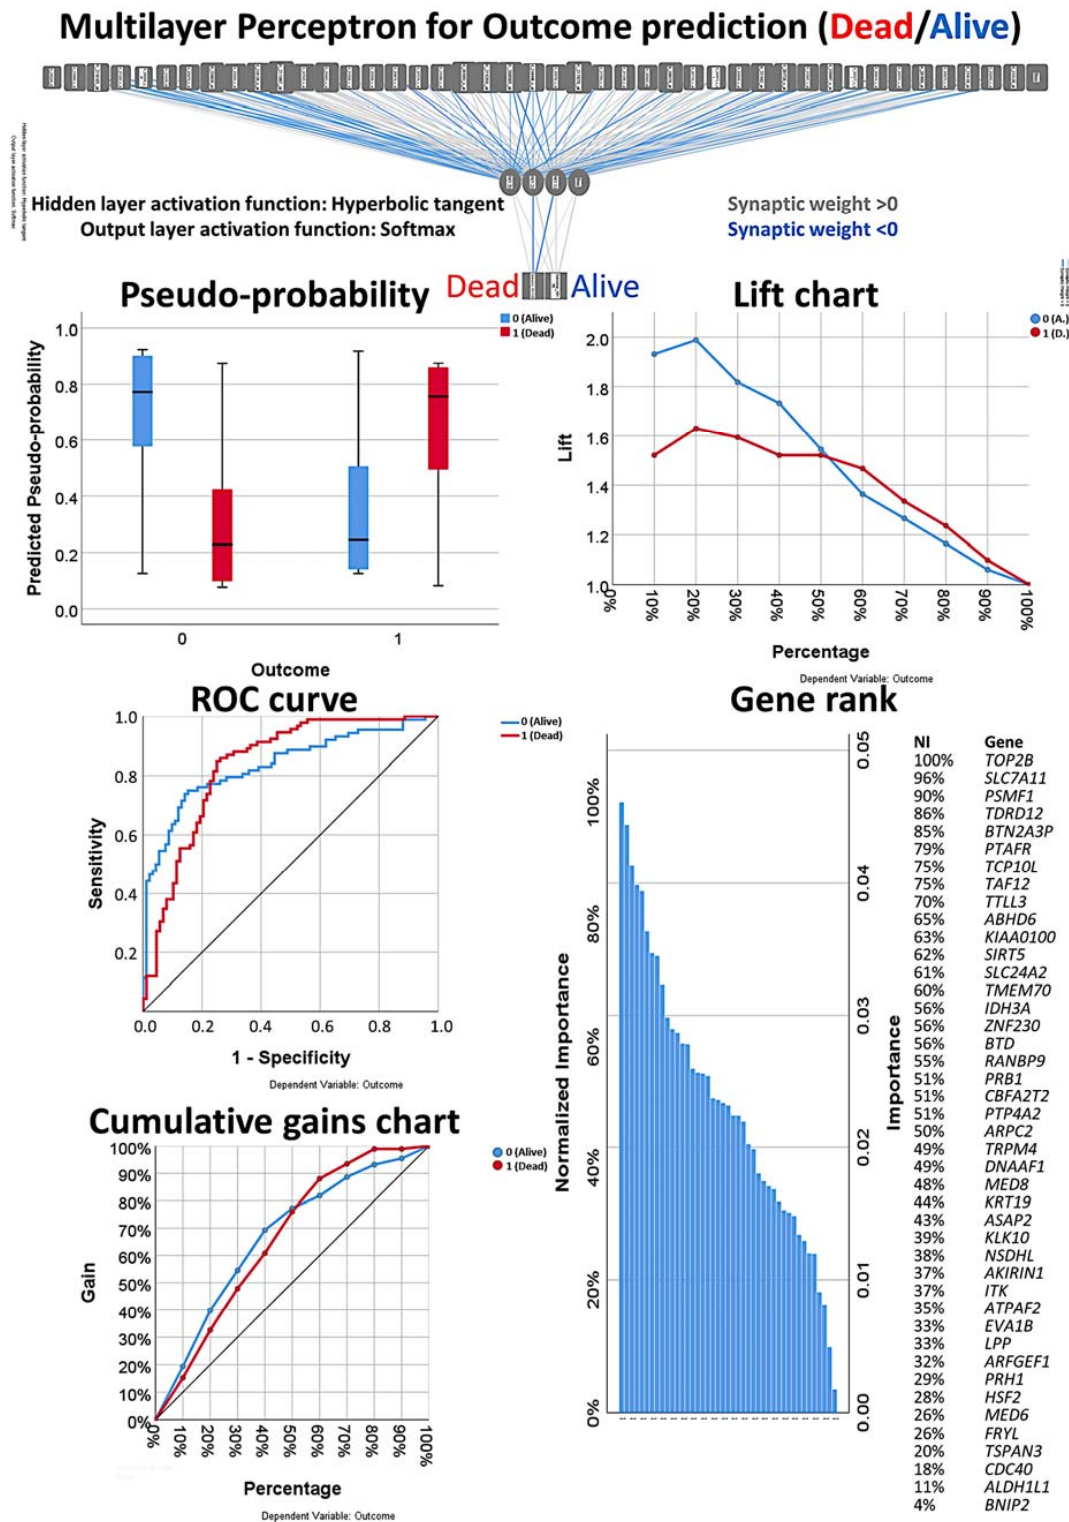 Multilayer Perceptron for Outcome prediction (Dead/Alive)
Hidden layer activation function: Hyperbolic tangent
Output layer activation function: Softmax
Hidden layer activation function: Hyperbolic tangent
Output layer activation function: Softmax
Synaptic weight >0
Synaptic weight <0
Dead
Alive
Pseudo-probability
0 (Alive)
1 (Dead)
Predicted Pseudo-probability
1.0
0.8
0.6
0.4
0.2
0.0
0
1
Outcome
Lift chart
0 (A.)
1 (D.)
Lift
2.0
1.8
1.6
1.4
1.2
1.0
0%
10%
20%
30%
40%
50%
60%
70%
80%
90%
100%
Percentage
Dependent Variable: Outcome
ROC curve
0 (Alive)
1 (Dead)
Sensitivity
1.0
0.8
0.6
0.4
0.2
0.0
0.2
0.4
0.6
0.8
1.0
1 - Specificity
Dependent Variable: Outcome
Cumulative gains chart
0 (Alive)
1 (Dead)
Gain
100%
90%
80%
70%
60%
50%
40%
30%
20%
10%
0%
0%
10%
20%
30%
40%
50%
60%
70%
80%
90%
100%
Percentage
Dependent Variable: Outcome
Gene rank
Normalized Importance
100%
80%
60%
40%
20%
0%
Importance
0.05
0.04
0.03
0.02
0.01
0.00
NI Gene
100% TOP2B
96% SLC7A11
90% PSMF1
86% TDRD12
85% BTN2A3P
79% PTAFR
75% TCP10L
75% TAF12
70% TTLL3
65% ABHD6
63% KIAA0100
62% SIRT5
61% SLC24A2
60% TMEM70
56% IDH3A
56% ZNF230
56% BTD
55% RANBP9
51% PRB1
51% CBFA2T2
51% PTP4A2
50% ARPC2
49% TRPM4
49% DNAAF1
48% MED8
44% KRT19
43% ASAP2
39% KLK10
38% NSDHL
37% AKIRIN1
37% ITK
35% ATPAF2
33% EVA1B
33% LPP
32% ARFGEF1
29% PRH1
28% HSF2
26% MED6
26% FRYL
20% TSPAN3
18% CDC40
11% ALDH1L1
4% BNIP2